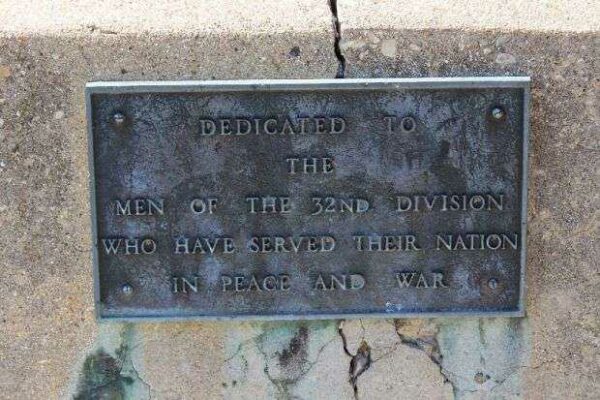 DEDICATED TO
THE
MEN OF THE 32ND DIVISION
WHO HAVE SERVED THEIR NATION
IN PEACE AND WAR